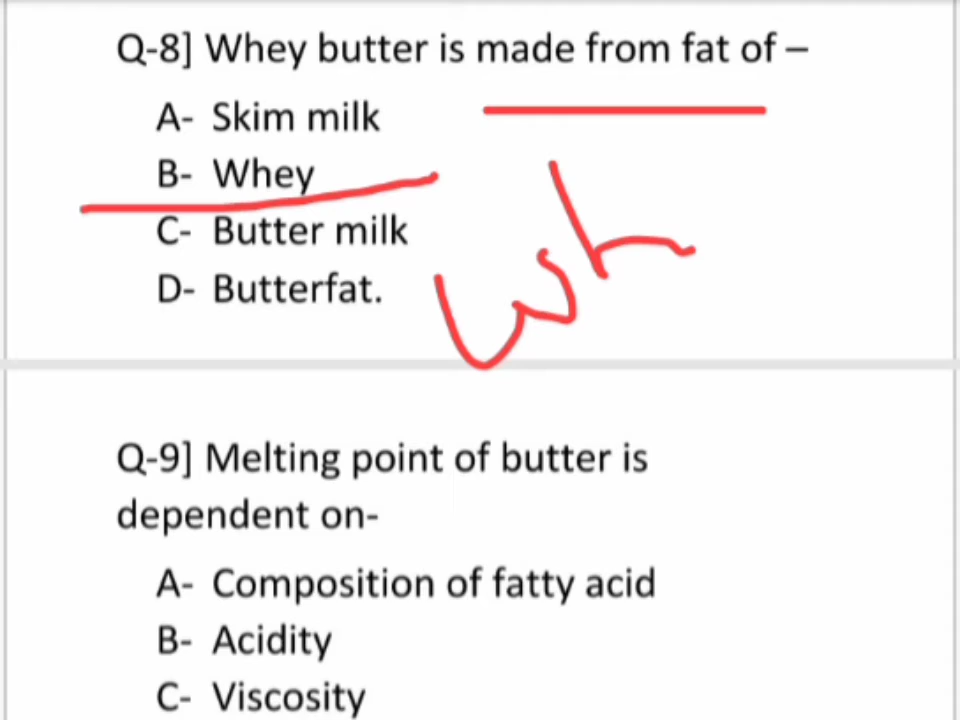 Q-8] Whey butter is made from fat of –
A- Skim milk
B- Whey
C- Butter milk
D- Butterfat.
Wh
Q-9] Melting point of butter is
dependent on-
A- Composition of fatty acid
B- Acidity
C- Viscosity